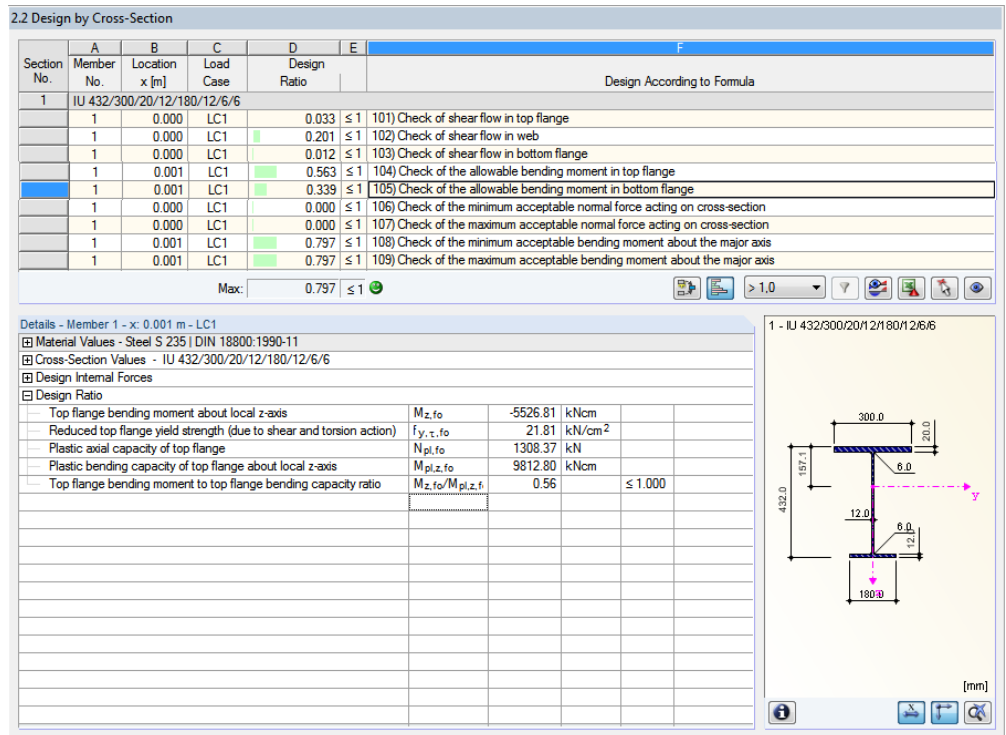 2.2 Design by Cross-Section
A B C D E F
Section Member Location Load Design
No. No. x [m] Case Ratio Design According to Formula
1 IU 432/300/20/12/180/12/6/6
1 0.000 LC1 0.033 ≤ 1 101) Check of shear flow in top flange
1 0.000 LC1 0.201 ≤ 1 102) Check of shear flow in web
1 0.000 LC1 0.012 ≤ 1 103) Check of shear flow in bottom flange
1 0.001 LC1 0.563 ≤ 1 104) Check of the allowable bending moment in top flange
1 0.001 LC1 0.339 ≤ 1 105) Check of the allowable bending moment in bottom flange
1 0.000 LC1 0.000 ≤ 1 106) Check of the minimum acceptable normal force acting on cross-section
1 0.000 LC1 0.000 ≤ 1 107) Check of the maximum acceptable normal force acting on cross-section
1 0.001 LC1 0.797 ≤ 1 108) Check of the minimum acceptable bending moment about the major axis
1 0.001 LC1 0.797 ≤ 1 109) Check of the maximum acceptable bending moment about the major axis
Max: 0.797 ≤ 1 > 1,0
Details - Member 1 - x: 0.001 m - LC1
Material Values - Steel S 235 | DIN 18800:1990-11
Cross-Section Values - IU 432/300/20/12/180/12/6/6
Design Internal Forces
Design Ratio
Top flange bending moment about local z-axis Mz,fo -5526.81 kNcm
Reduced top flange yield strength (due to shear and torsion action) fy,τ,fo 21.81 kN/cm2
Plastic axial capacity of top flange Npl,fo 1308.37 kN
Plastic bending capacity of top flange about local z-axis Mpl,z,fo 9812.80 kNcm
Top flange bending moment to top flange bending capacity ratio Mz,fo/Mpl,z,f 0.56 ≤ 1.000
1 - IU 432/300/20/12/180/12/6/6
300.0
20.0
157.1
6.0
432.0
y
12.0
6.0
12.0
180.0
[mm]